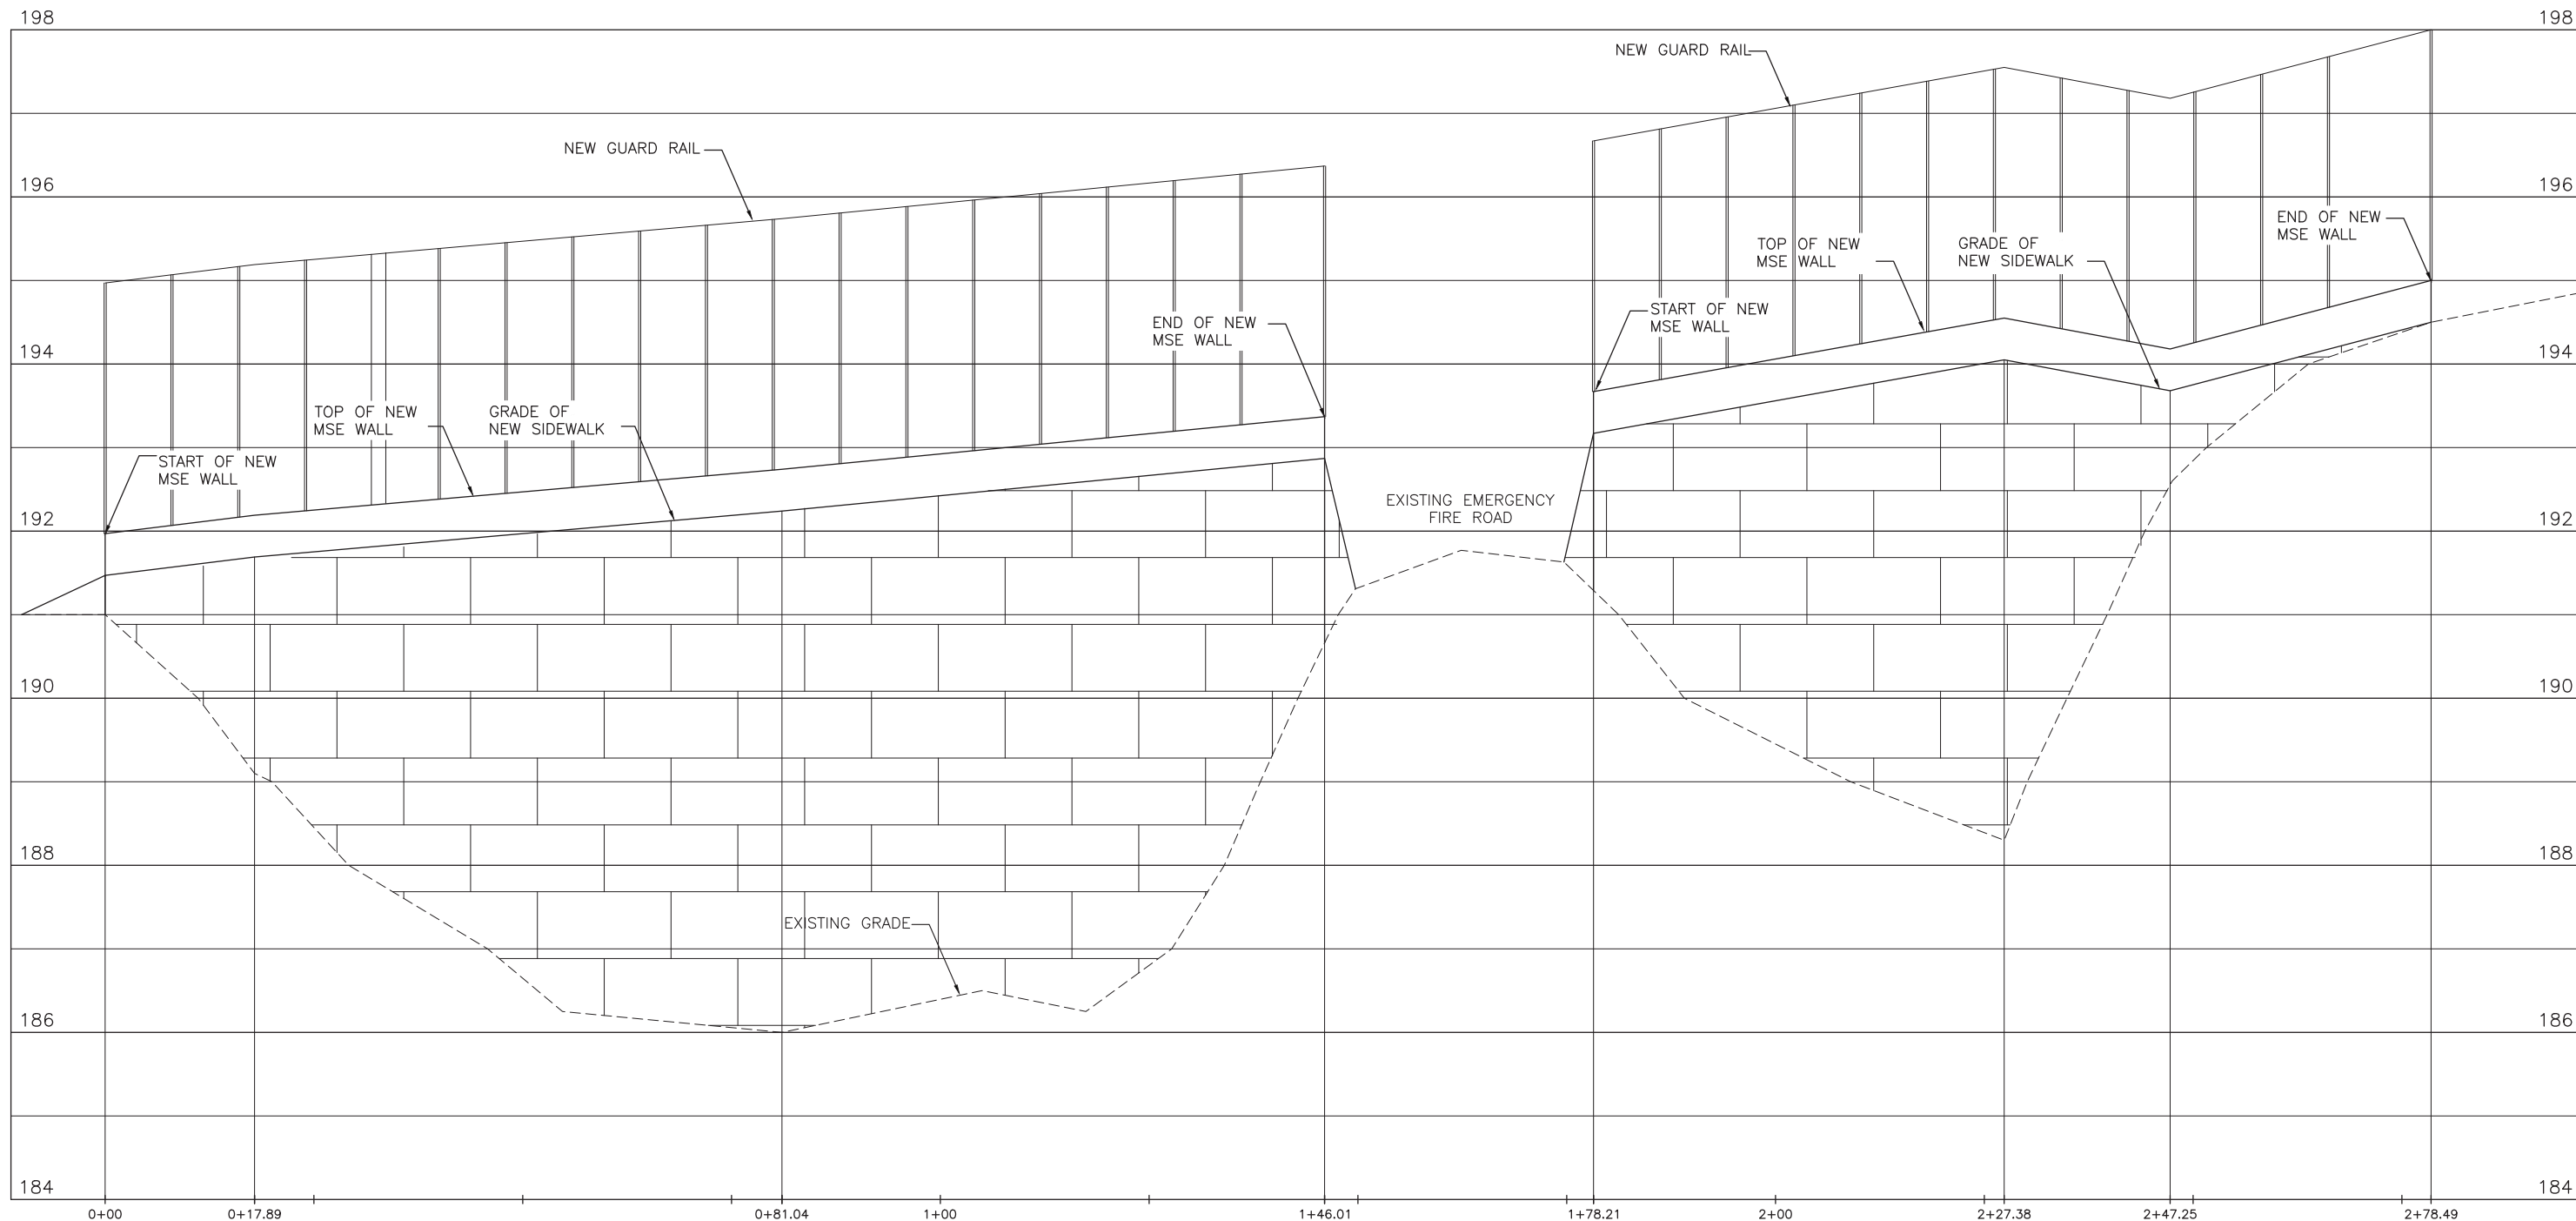 198
198
NEW GUARD RAIL
NEW GUARD RAIL
196
196
END OF NEW
MSE WALL
TOP OF NEW
MSE WALL
GRADE OF
NEW SIDEWALK
START OF NEW
MSE WALL
END OF NEW
MSE WALL
194
194
TOP OF NEW
MSE WALL
GRADE OF
NEW SIDEWALK
START OF NEW
MSE WALL
EXISTING EMERGENCY
FIRE ROAD
192
192
190
190
188
188
EXISTING GRADE
186
186
184
184
0+00
0+17.89
0+81.04
1+00
1+46.01
1+78.21
2+00
2+27.38
2+47.25
2+78.49